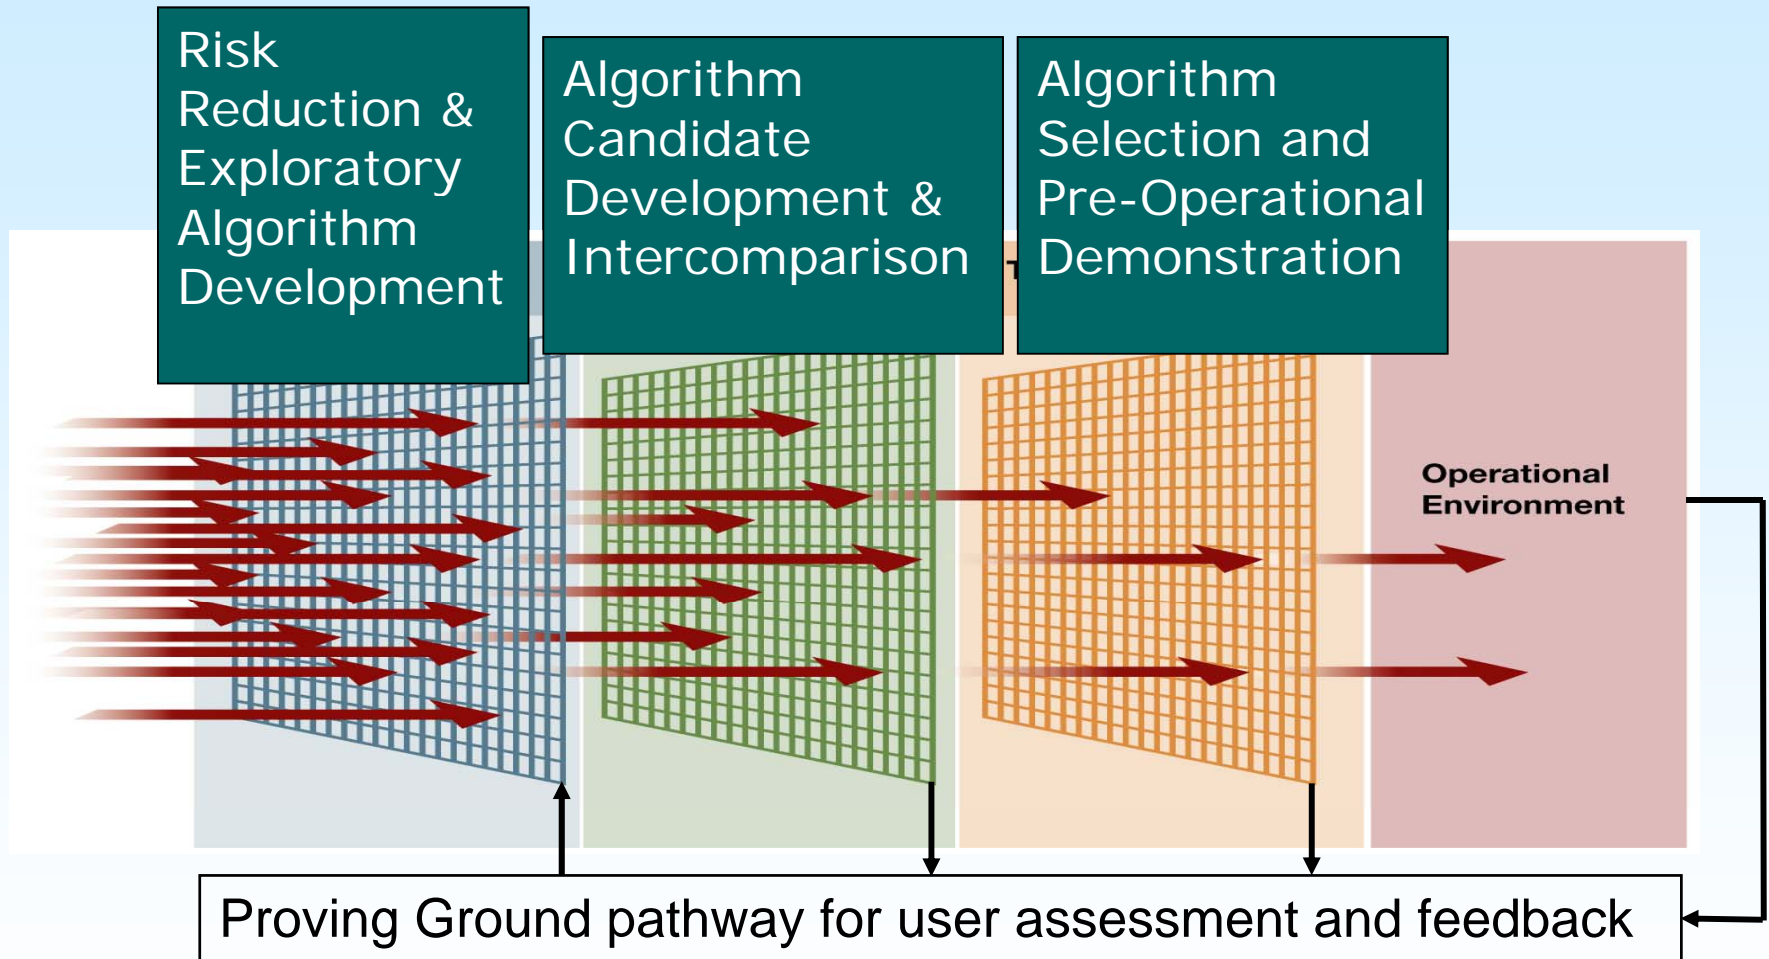 Risk
Reduction &
Exploratory
Algorithm
Development
Algorithm
Candidate
Development &
Intercomparison
Algorithm
Selection and
Pre-Operational
Demonstration
Operational
Environment
Proving Ground pathway for user assessment and feedback